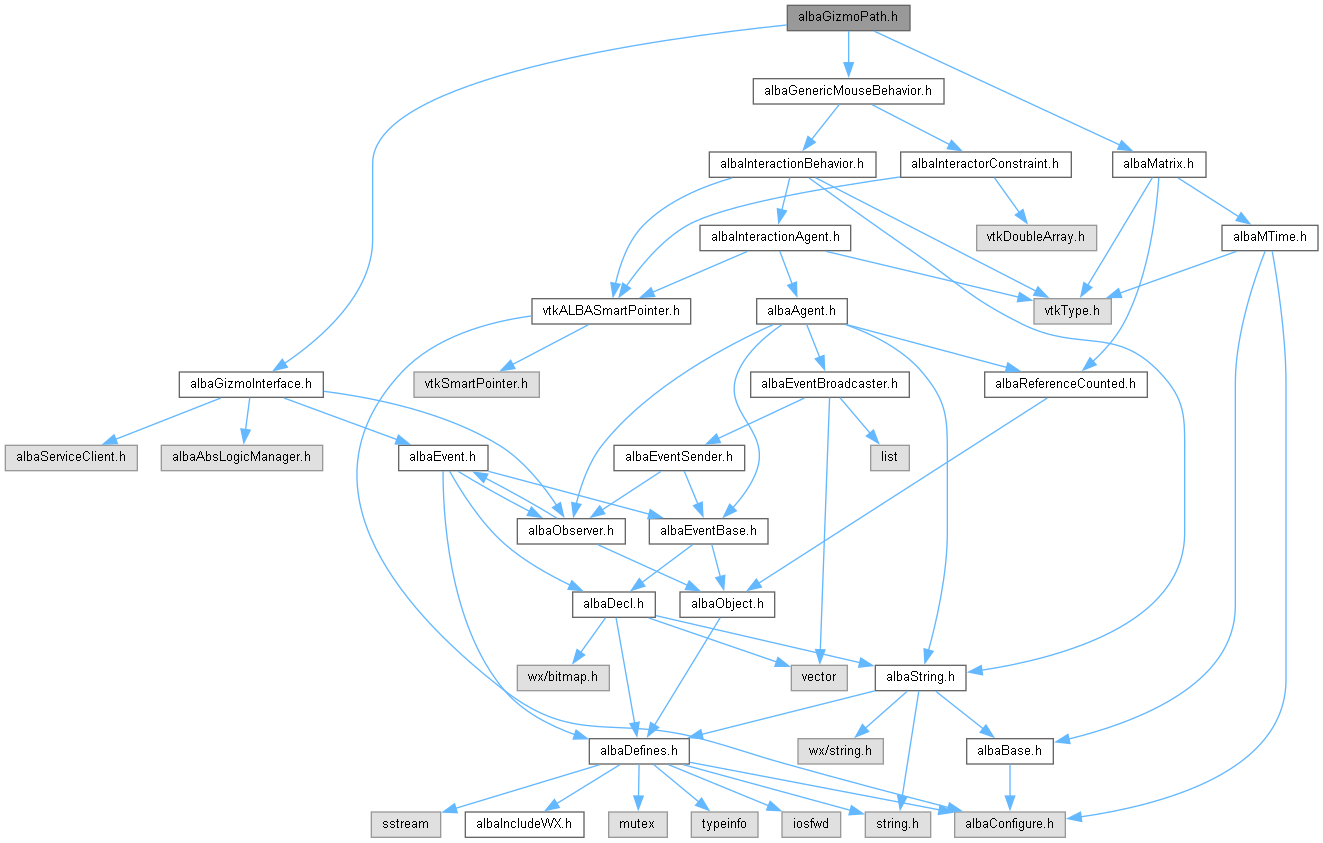 albaGizmoPath.h
albaGenericMouseBehavior.h
albaInteractionBehavior.h
albaInteractorConstraint.h
albaMatrix.h
albaInteractionAgent.h
vtkDoubleArray.h
albaMTime.h
vtkALBASmartPointer.h
albaAgent.h
vtkType.h
albaGizmoInterface.h
vtkSmartPointer.h
albaEventBroadcaster.h
albaReferenceCounted.h
albaServiceClient.h
albaAbsLogicManager.h
albaEvent.h
albaEventSender.h
list
albaObserver.h
albaEventBase.h
albaDecl.h
albaObject.h
wx/bitmap.h
vector
albaString.h
albaDefines.h
wx/string.h
albaBase.h
sstream
albaIncludeWX.h
mutex
typeinfo
iosfwd
string.h
albaConfigure.h